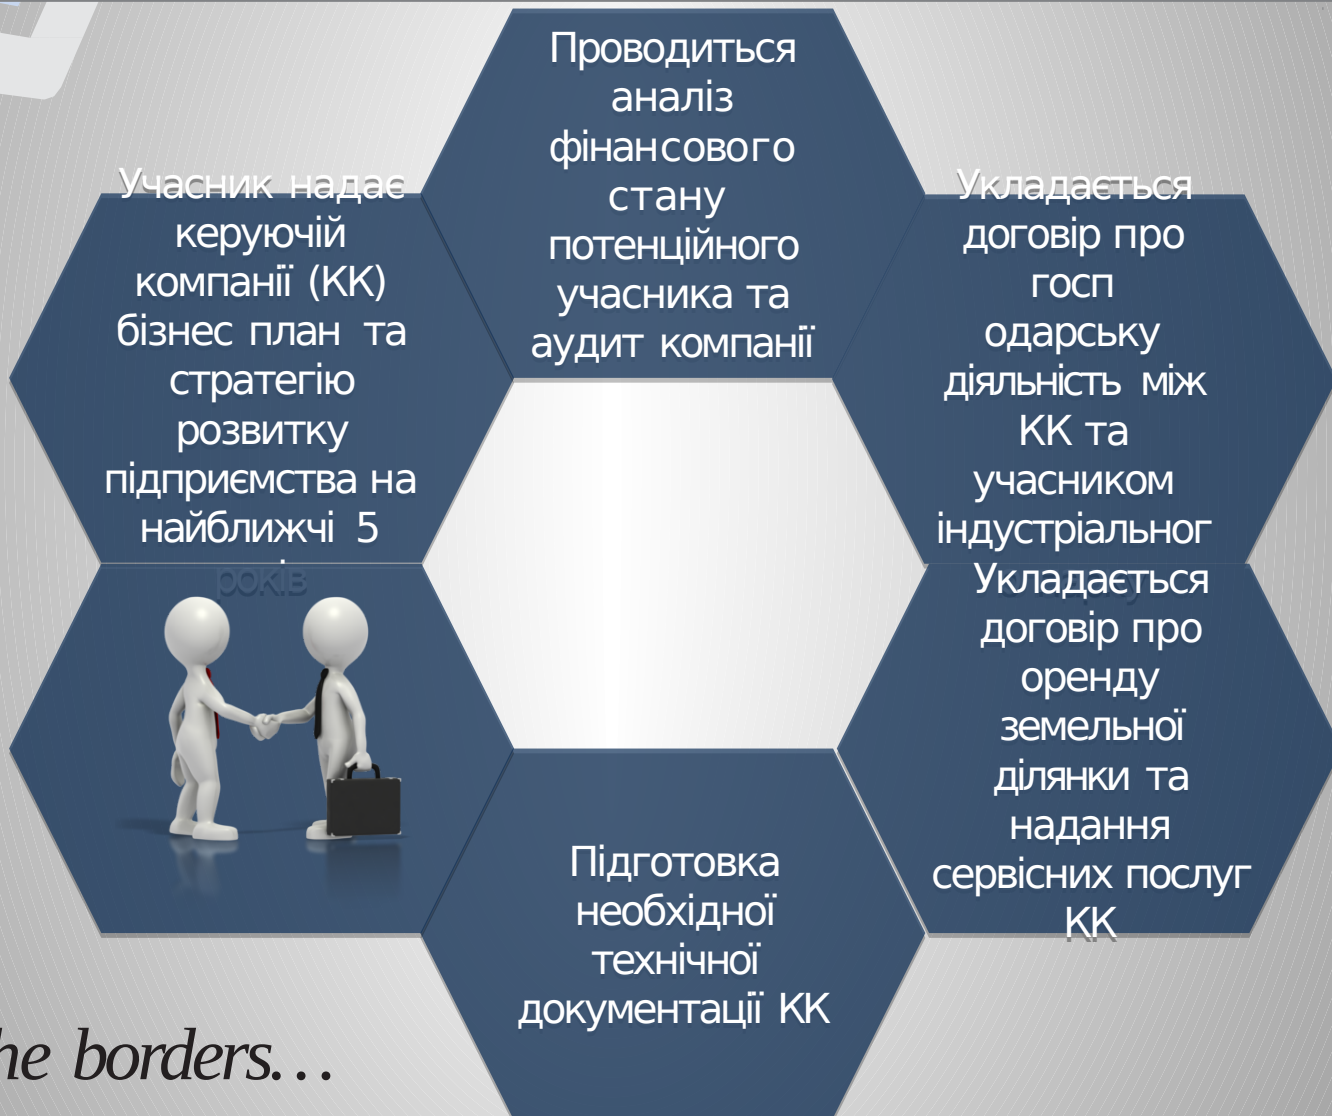 Учасник надає
керуючій
компанії (КК)
бізнес план та
стратегію
розвитку
підприємства на
найближчі 5
років
Проводиться
аналіз
фінансового
стану
потенційного
учасника та
аудит компанії
Укладається
договір про
госп
одарську
діяльність між
КК та
учасником
індустріальног
Укладається
договір про
оренду
земельної
ділянки та
надання
сервісних послуг
КК
Підготовка
необхідної
технічної
документації КК
he borders…